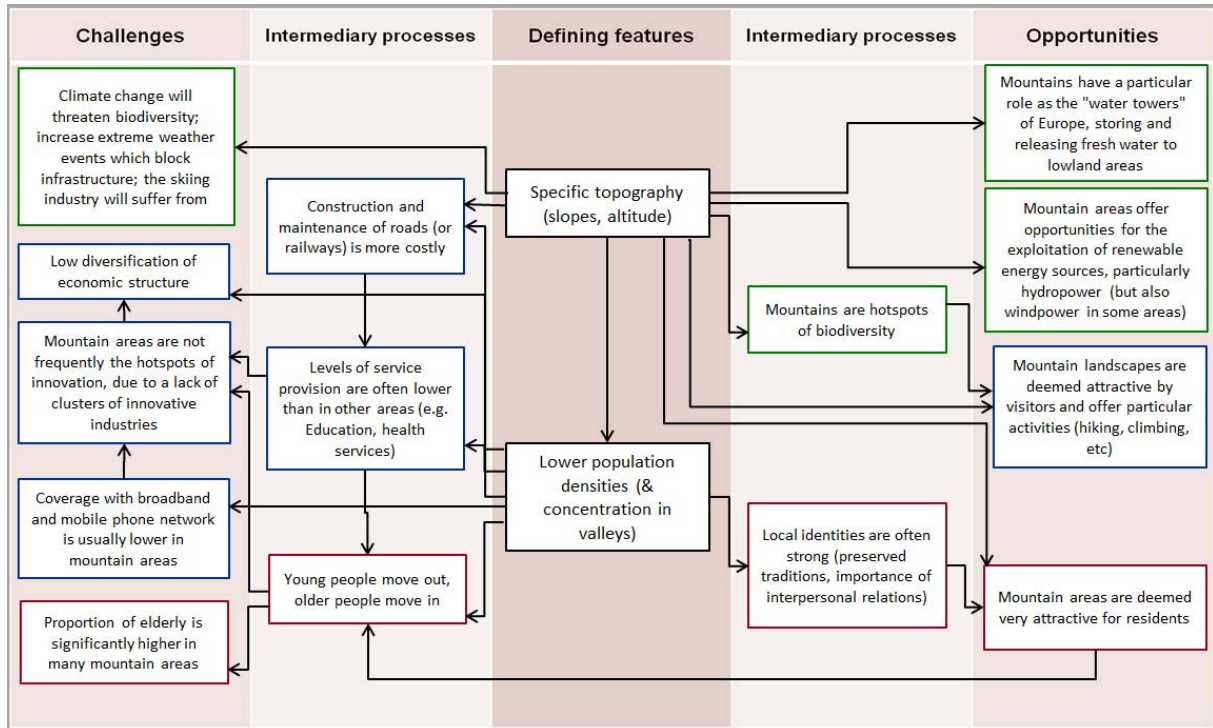 Challenges
Intermediary processes
Defining features
Intermediary processes
Opportunities
Climate change will
threaten biodiversity;
increase extreme weather
events which block
infrastructure; the skiing
industry will suffer from
Low diversification of
economic structure
Mountain areas are not
frequently the hotspots of
innovation, due to a lack of
clusters of innovative
industries
Coverage with broadband
and mobile phone network
is usually lower in
mountain areas
Proportion of elderly is
significantly higher in
many mountain areas
Construction and
maintenance of roads (or
railways) is more costly
Levels of service
provision are often lower
than in other areas (e.g.
Education, health
services)
Young people move out,
older people move in
Specific topography
(slopes, altitude)
Lower population
densities (&
concentration in
valleys)
Mountains are hotspots
of biodiversity
Local identities are often
strong (preserved
traditions, importance of
interpersonal relations)
Mountains have a particular
role as the "water towers"
of Europe, storing and
releasing fresh water to
lowland areas
Mountain areas offer
opportunities for the
exploitation of renewable
energy sources, particularly
hydropower (but also
windpower in some areas)
Mountain landscapes are
deemed attractive by
visitors and offer particular
activities (hiking, climbing,
etc)
Mountain areas are deemed
very attractive for residents